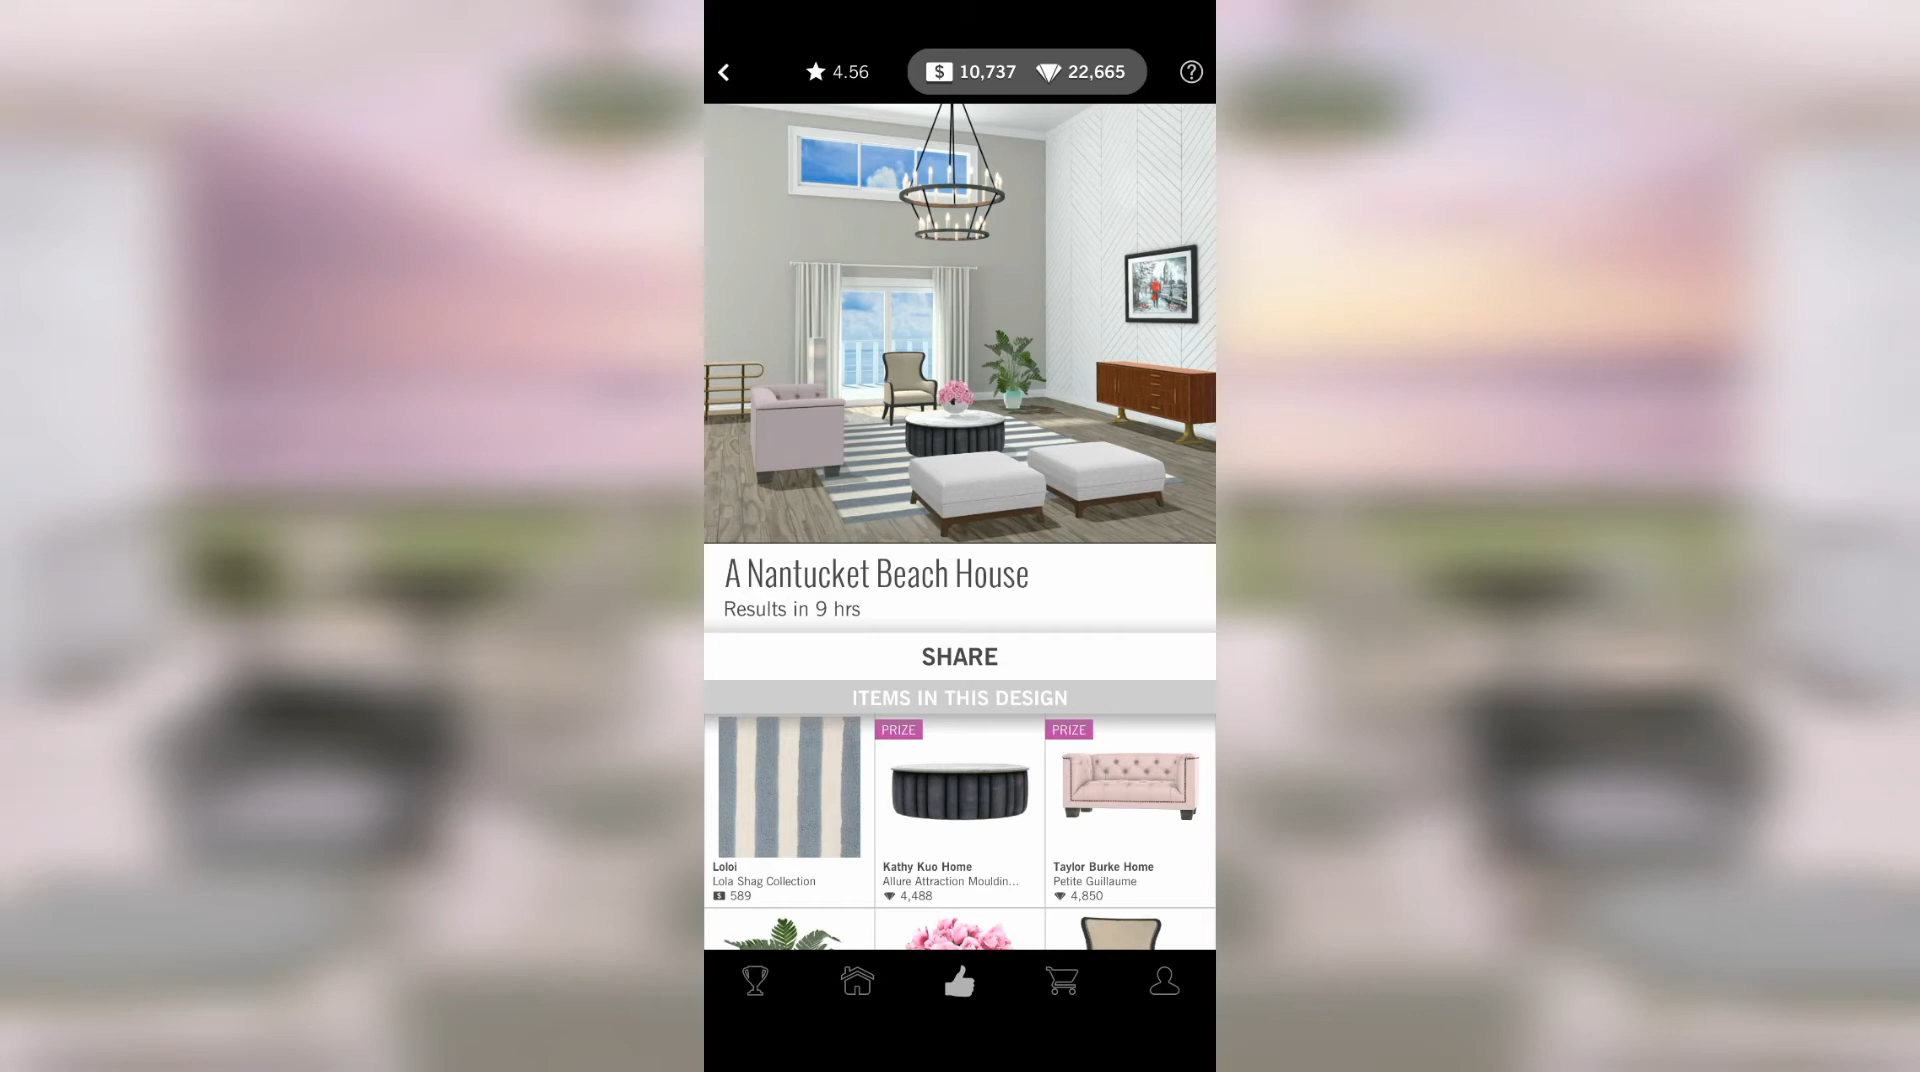 4.56
$ 10,737
22,665
?
A Nantucket Beach House
Results in 9 hrs
SHARE
ITEMS IN THIS DESIGN
PRIZE
PRIZE
Loloi
Lola Shag Collection
$ 589
Kathy Kuo Home
Allure Attraction Mouldin...
4,488
Taylor Burke Home
Petite Guillaume
4,850